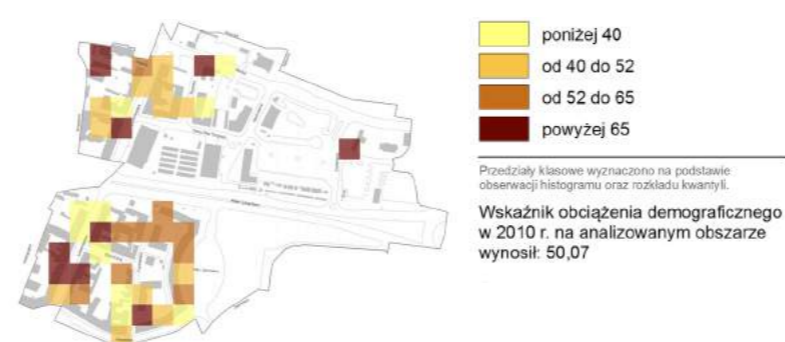 poniżej 40
od 40 do 52
od 52 do 65
powyżej 65
Przedziały klasowe wyznaczono na podstawie
obserwacji histogramu oraz rozkładu kwantyli.
Wskaźnik obciążenia demograficznego
w 2010 r. na analizowanym obszarze
wynosił: 50,07